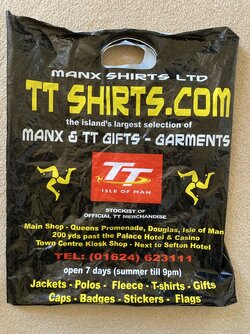 MANX SHIRTS LTD
TT SHIRTS.COM
the island's largest selection of
MANX & TT GIFTS - GARMENTS
TT
ISLE OF MAN
STOCKIST OF
OFFICIAL TT MERCHANDISE
Main Shop - Queens Promenade, Douglas, Isle of Man
200 yds past the Palace Hotel & Casino
Town Centre Kiosk Shop - Next to Sefton Hotel
TEL: (01624) 623111
open 7 days (summer till 9pm)
Jackets - Polos - Fleece - T-shirts - Gifts
Caps - Badges - Stickers - Flags